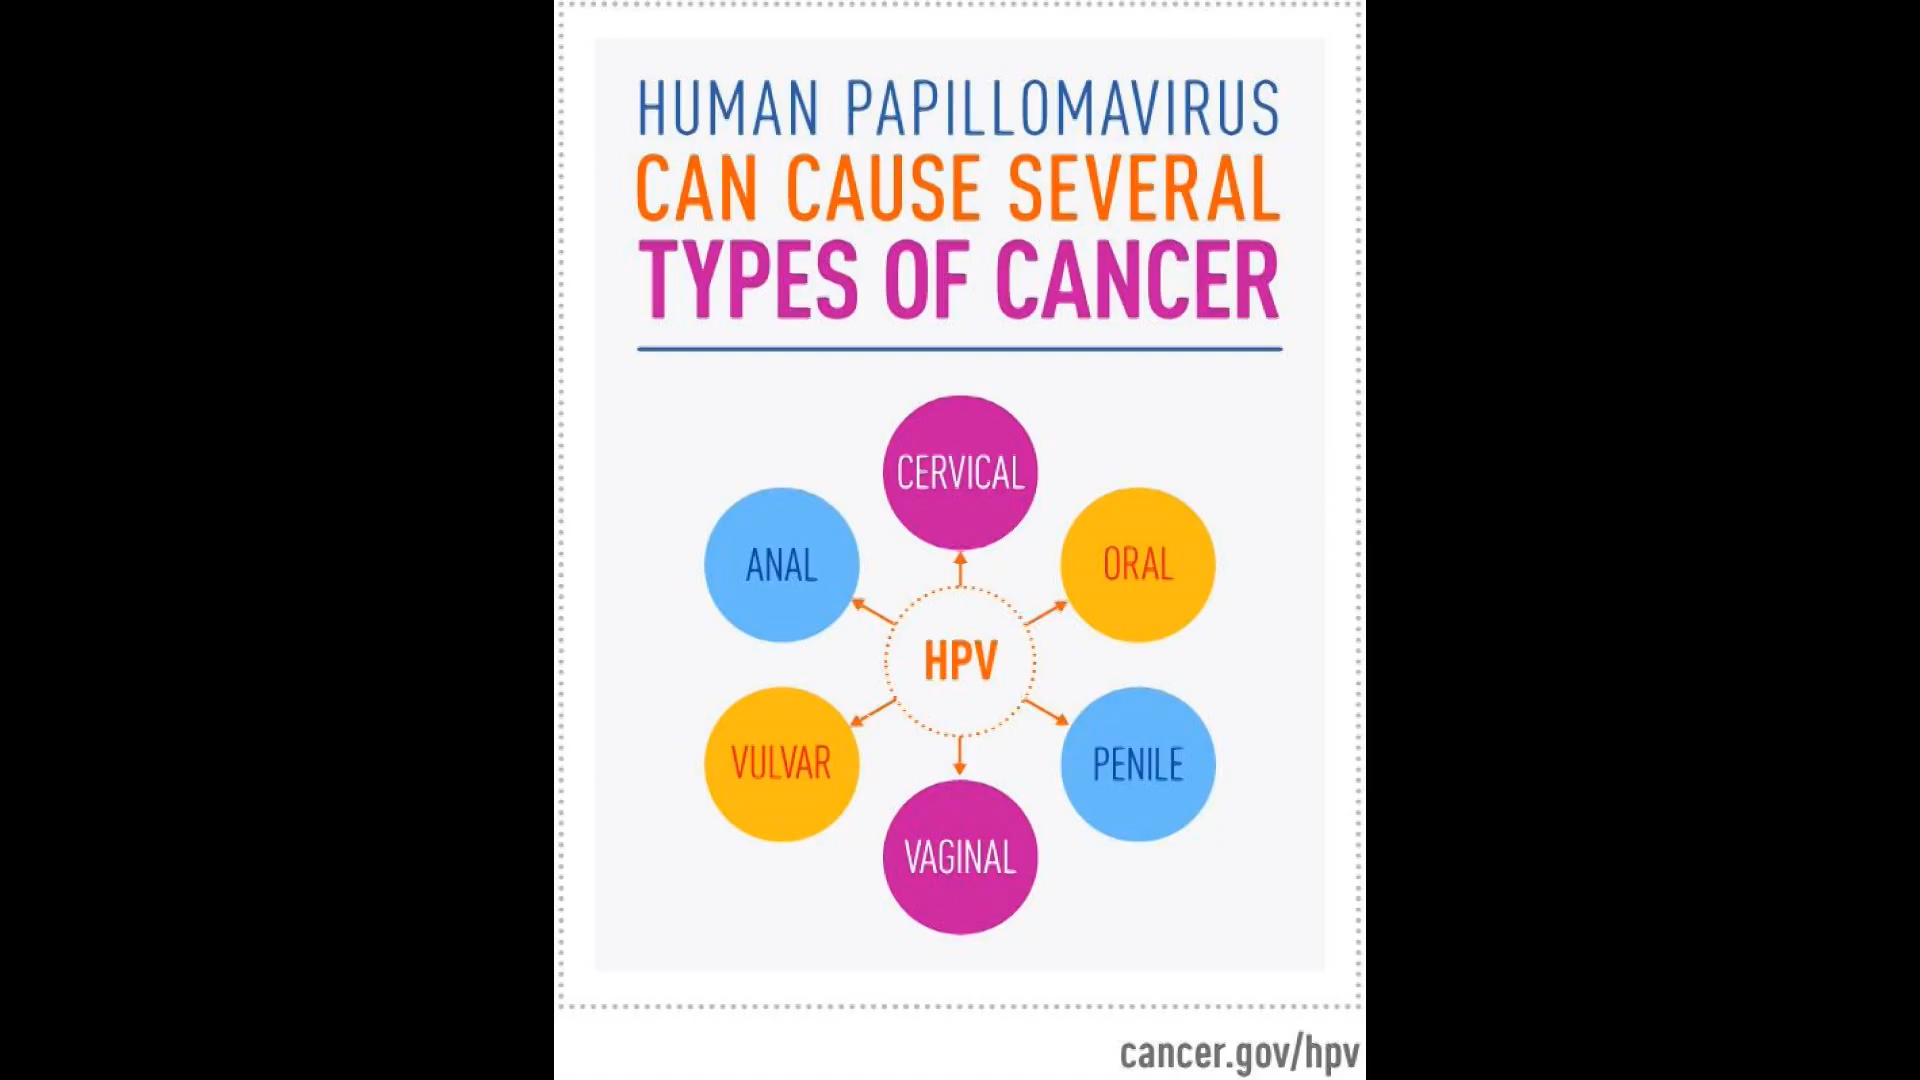 HUMAN PAPILLOMAVIRUS
CAN CAUSE SEVERAL
TYPES OF CANCER
CERVICAL
ANAL
ORAL
HPV
VULVAR
PENILE
VAGINAL
cancer.gov/hpv